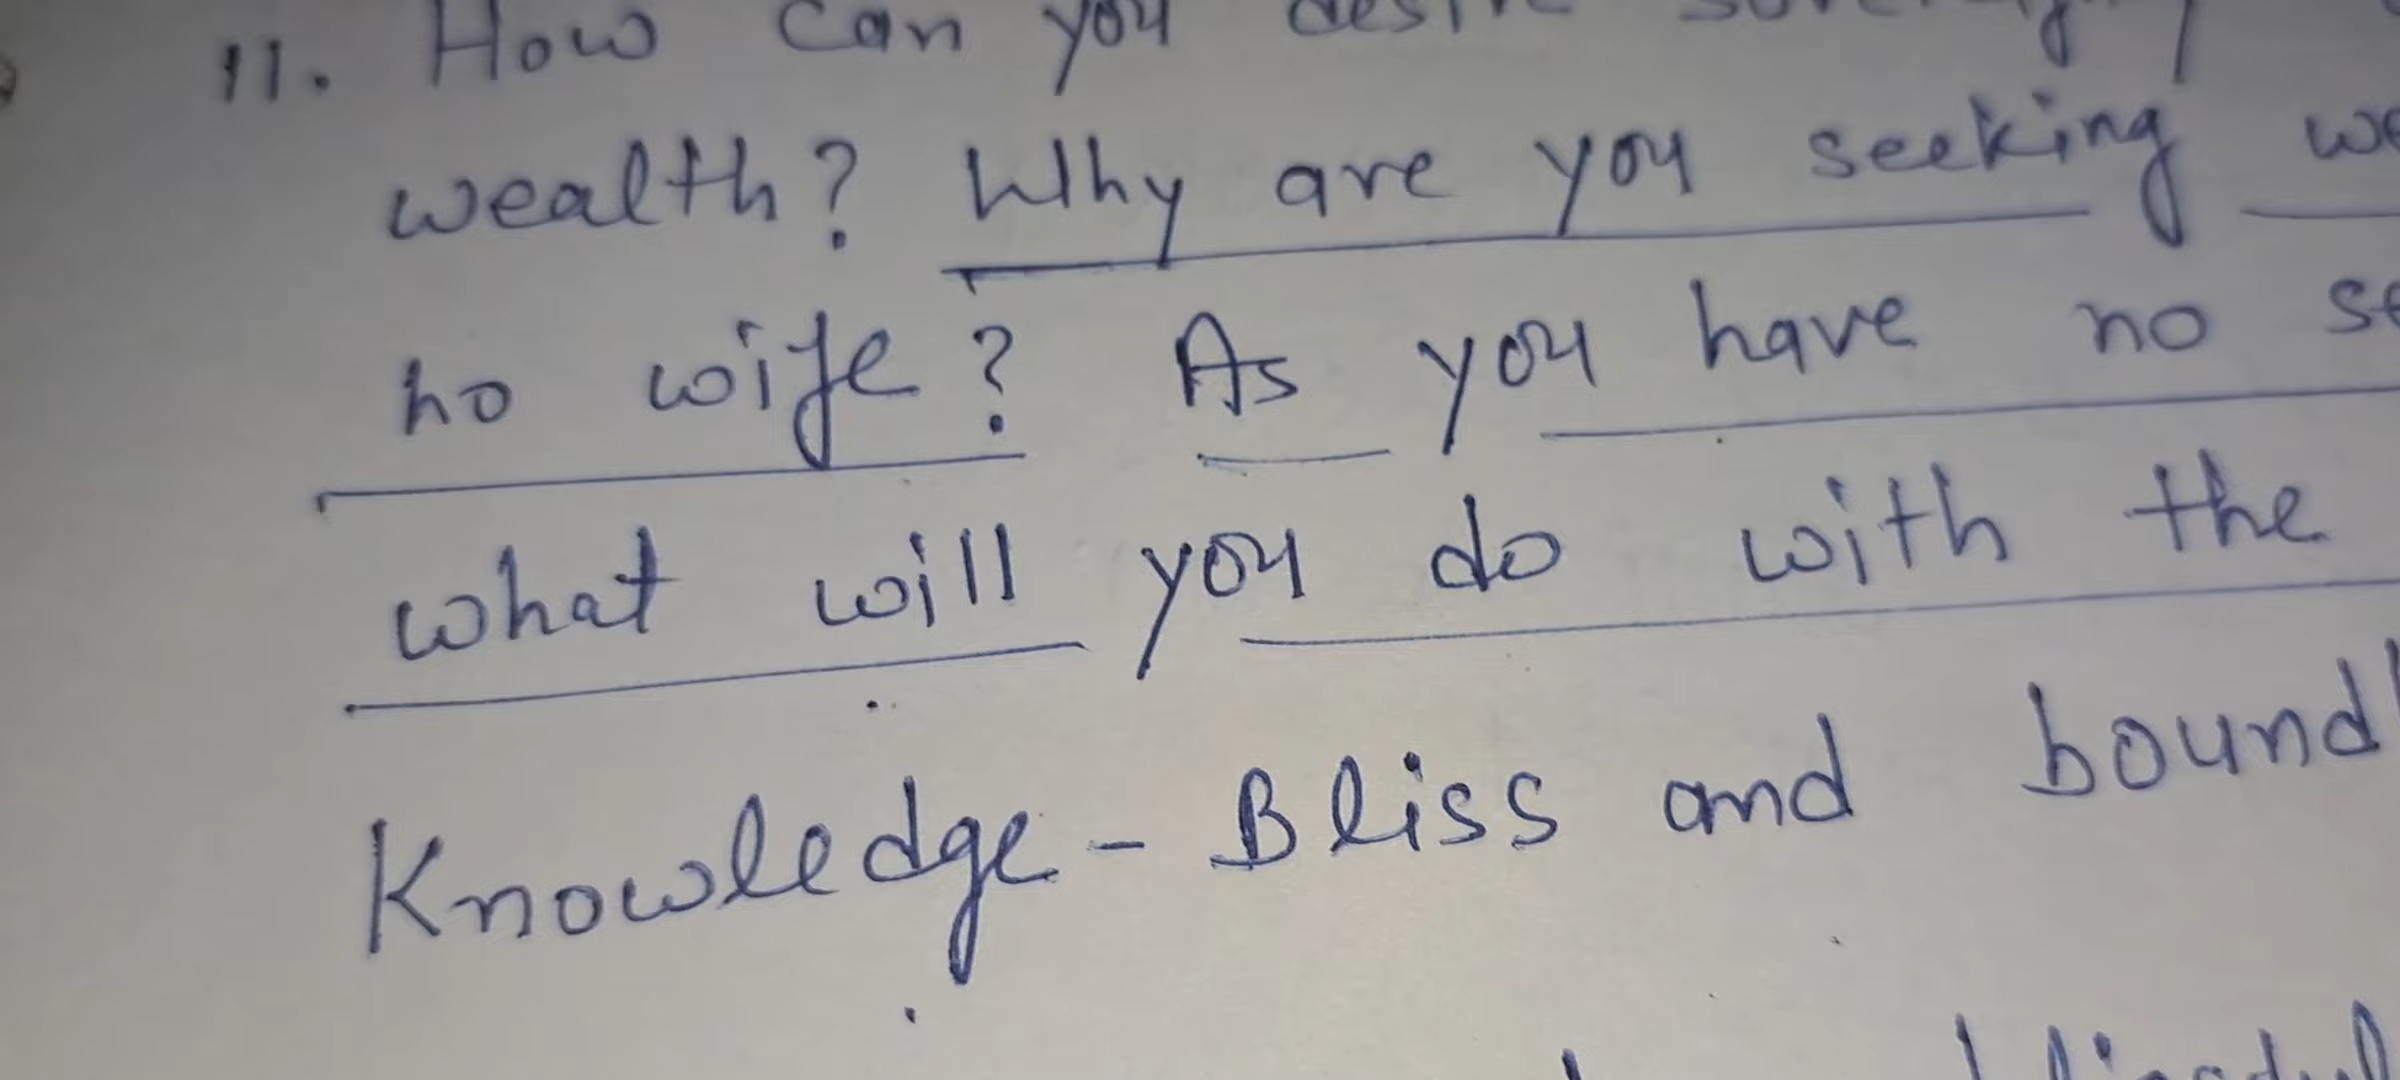 11. How can you desire
wealth? Why are you seeking
no wife? As you have no
what will you do with the
Knowledge - Bliss and